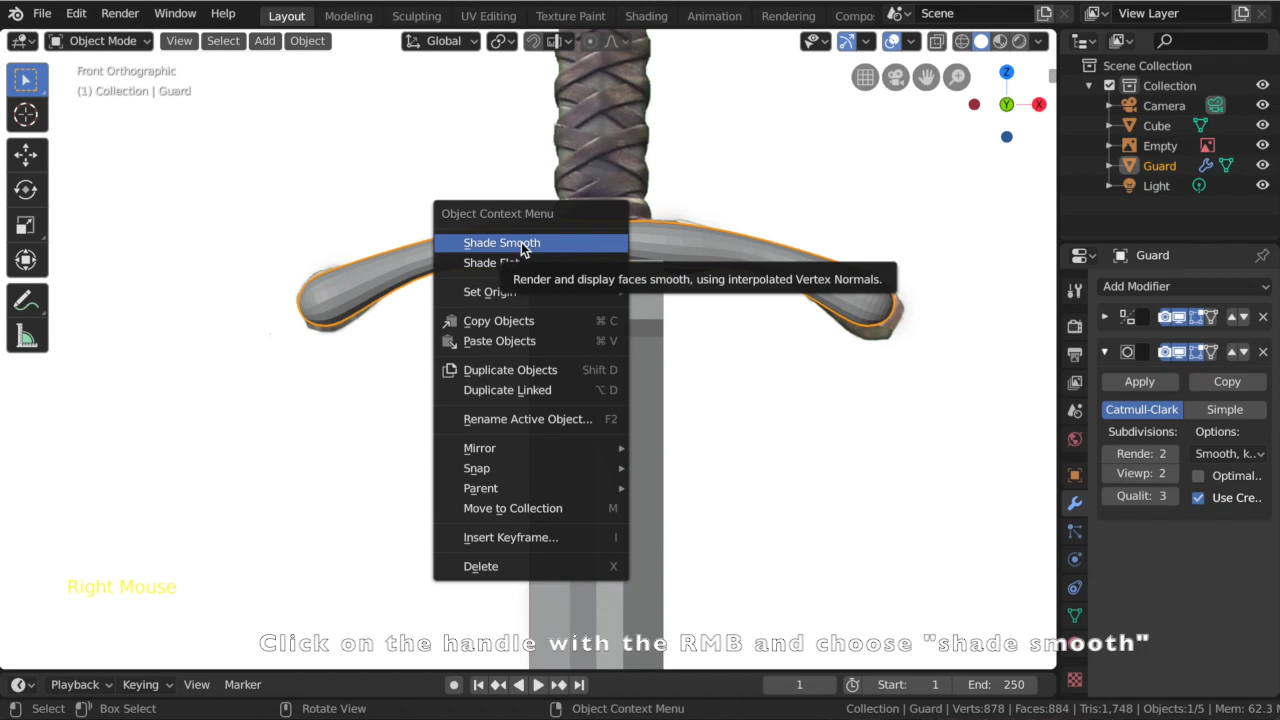 File Edit Render Window Help Layout Modeling Sculpting UV Editing Texture Paint Shading Animation Rendering Compo Scene View Layer
Object Mode View Select Add Object Global
Front Orthographic
(1) Collection | Guard
Z
Y
X
Scene Collection
Collection
Camera
Cube
Empty
Guard
Light
Object Context Menu
Shade Smooth
Shade Flat
Render and display faces smooth, using interpolated Vertex Normals.
Set Origin
Copy Objects ⌘ C
Paste Objects ⌘ V
Duplicate Objects Shift D
Duplicate Linked ⌥ D
Rename Active Object... F2
Mirror
Snap
Parent
Move to Collection M
Insert Keyframe... I
Delete X
Guard
Add Modifier
Apply Copy
Catmull-Clark Simple
Subdivisions: Options:
Rende: 2 Smooth, k..
Viewp: 2 Optimal..
Qualit: 3 Use Cre..
Right Mouse
Click on the handle with the RMB and choose "shade smooth"
Playback Keying View Marker 1 Start: 1 End: 250
Select Box Select Rotate View Object Context Menu Collection | Guard | Verts:878 | Faces:884 | Tris:1,748 | Objects:1/5 | Mem: 62.3 M